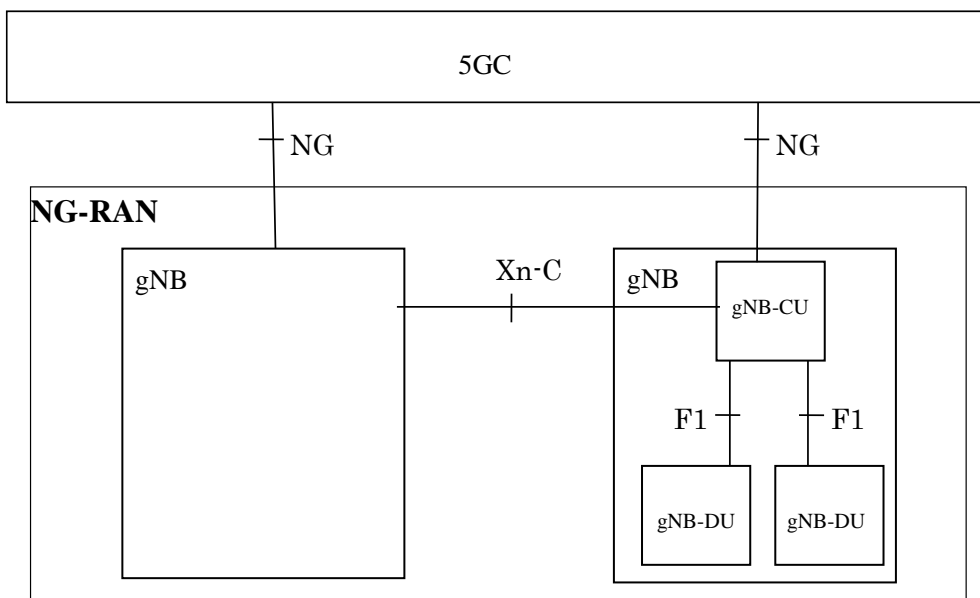 5GC
NG
NG
NG-RAN
gNB
Xn-C
gNB
gNB-CU
F1
F1
gNB-DU
gNB-DU